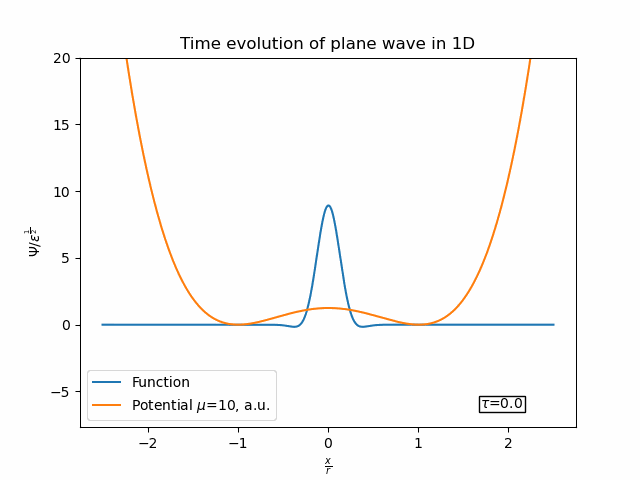 Time evolution of plane wave in 1D
20
15
10
5
0
−5
Ψ/ε^{1/2}
−2
−1
0
1
2
x/r
Function
Potential μ=10, a.u.
τ=0.0